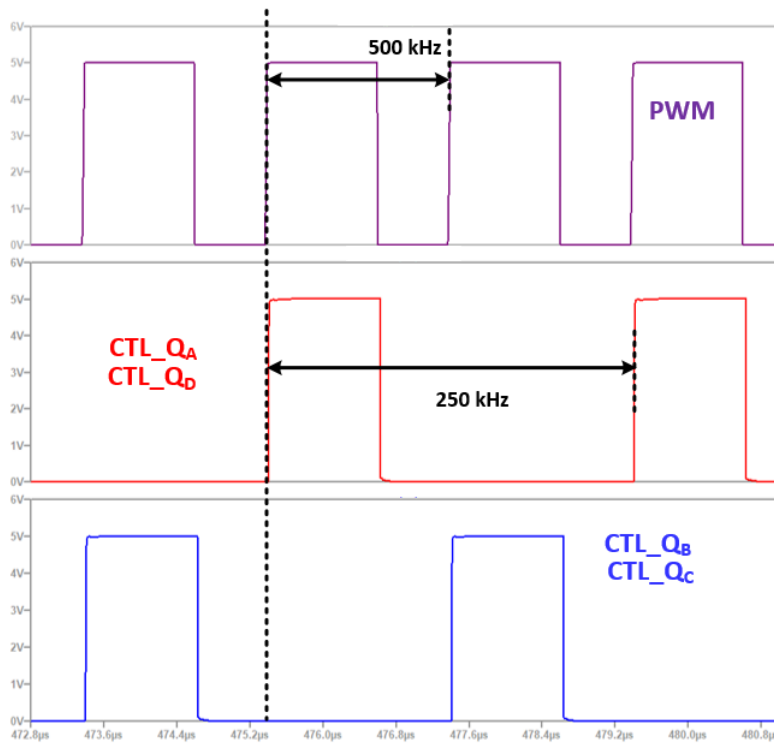 6V
5V
4V
3V
2V
1V
0V
500 kHz
PWM
6V
5V
4V
3V
2V
1V
0V
CTL_QA
CTL_QD
250 kHz
6V
5V
4V
3V
2V
1V
0V
CTL_QB
CTL_QC
472.8µs 473.6µs 474.4µs 475.2µs 476.0µs 476.8µs 477.6µs 478.4µs 479.2µs 480.0µs 480.8µs